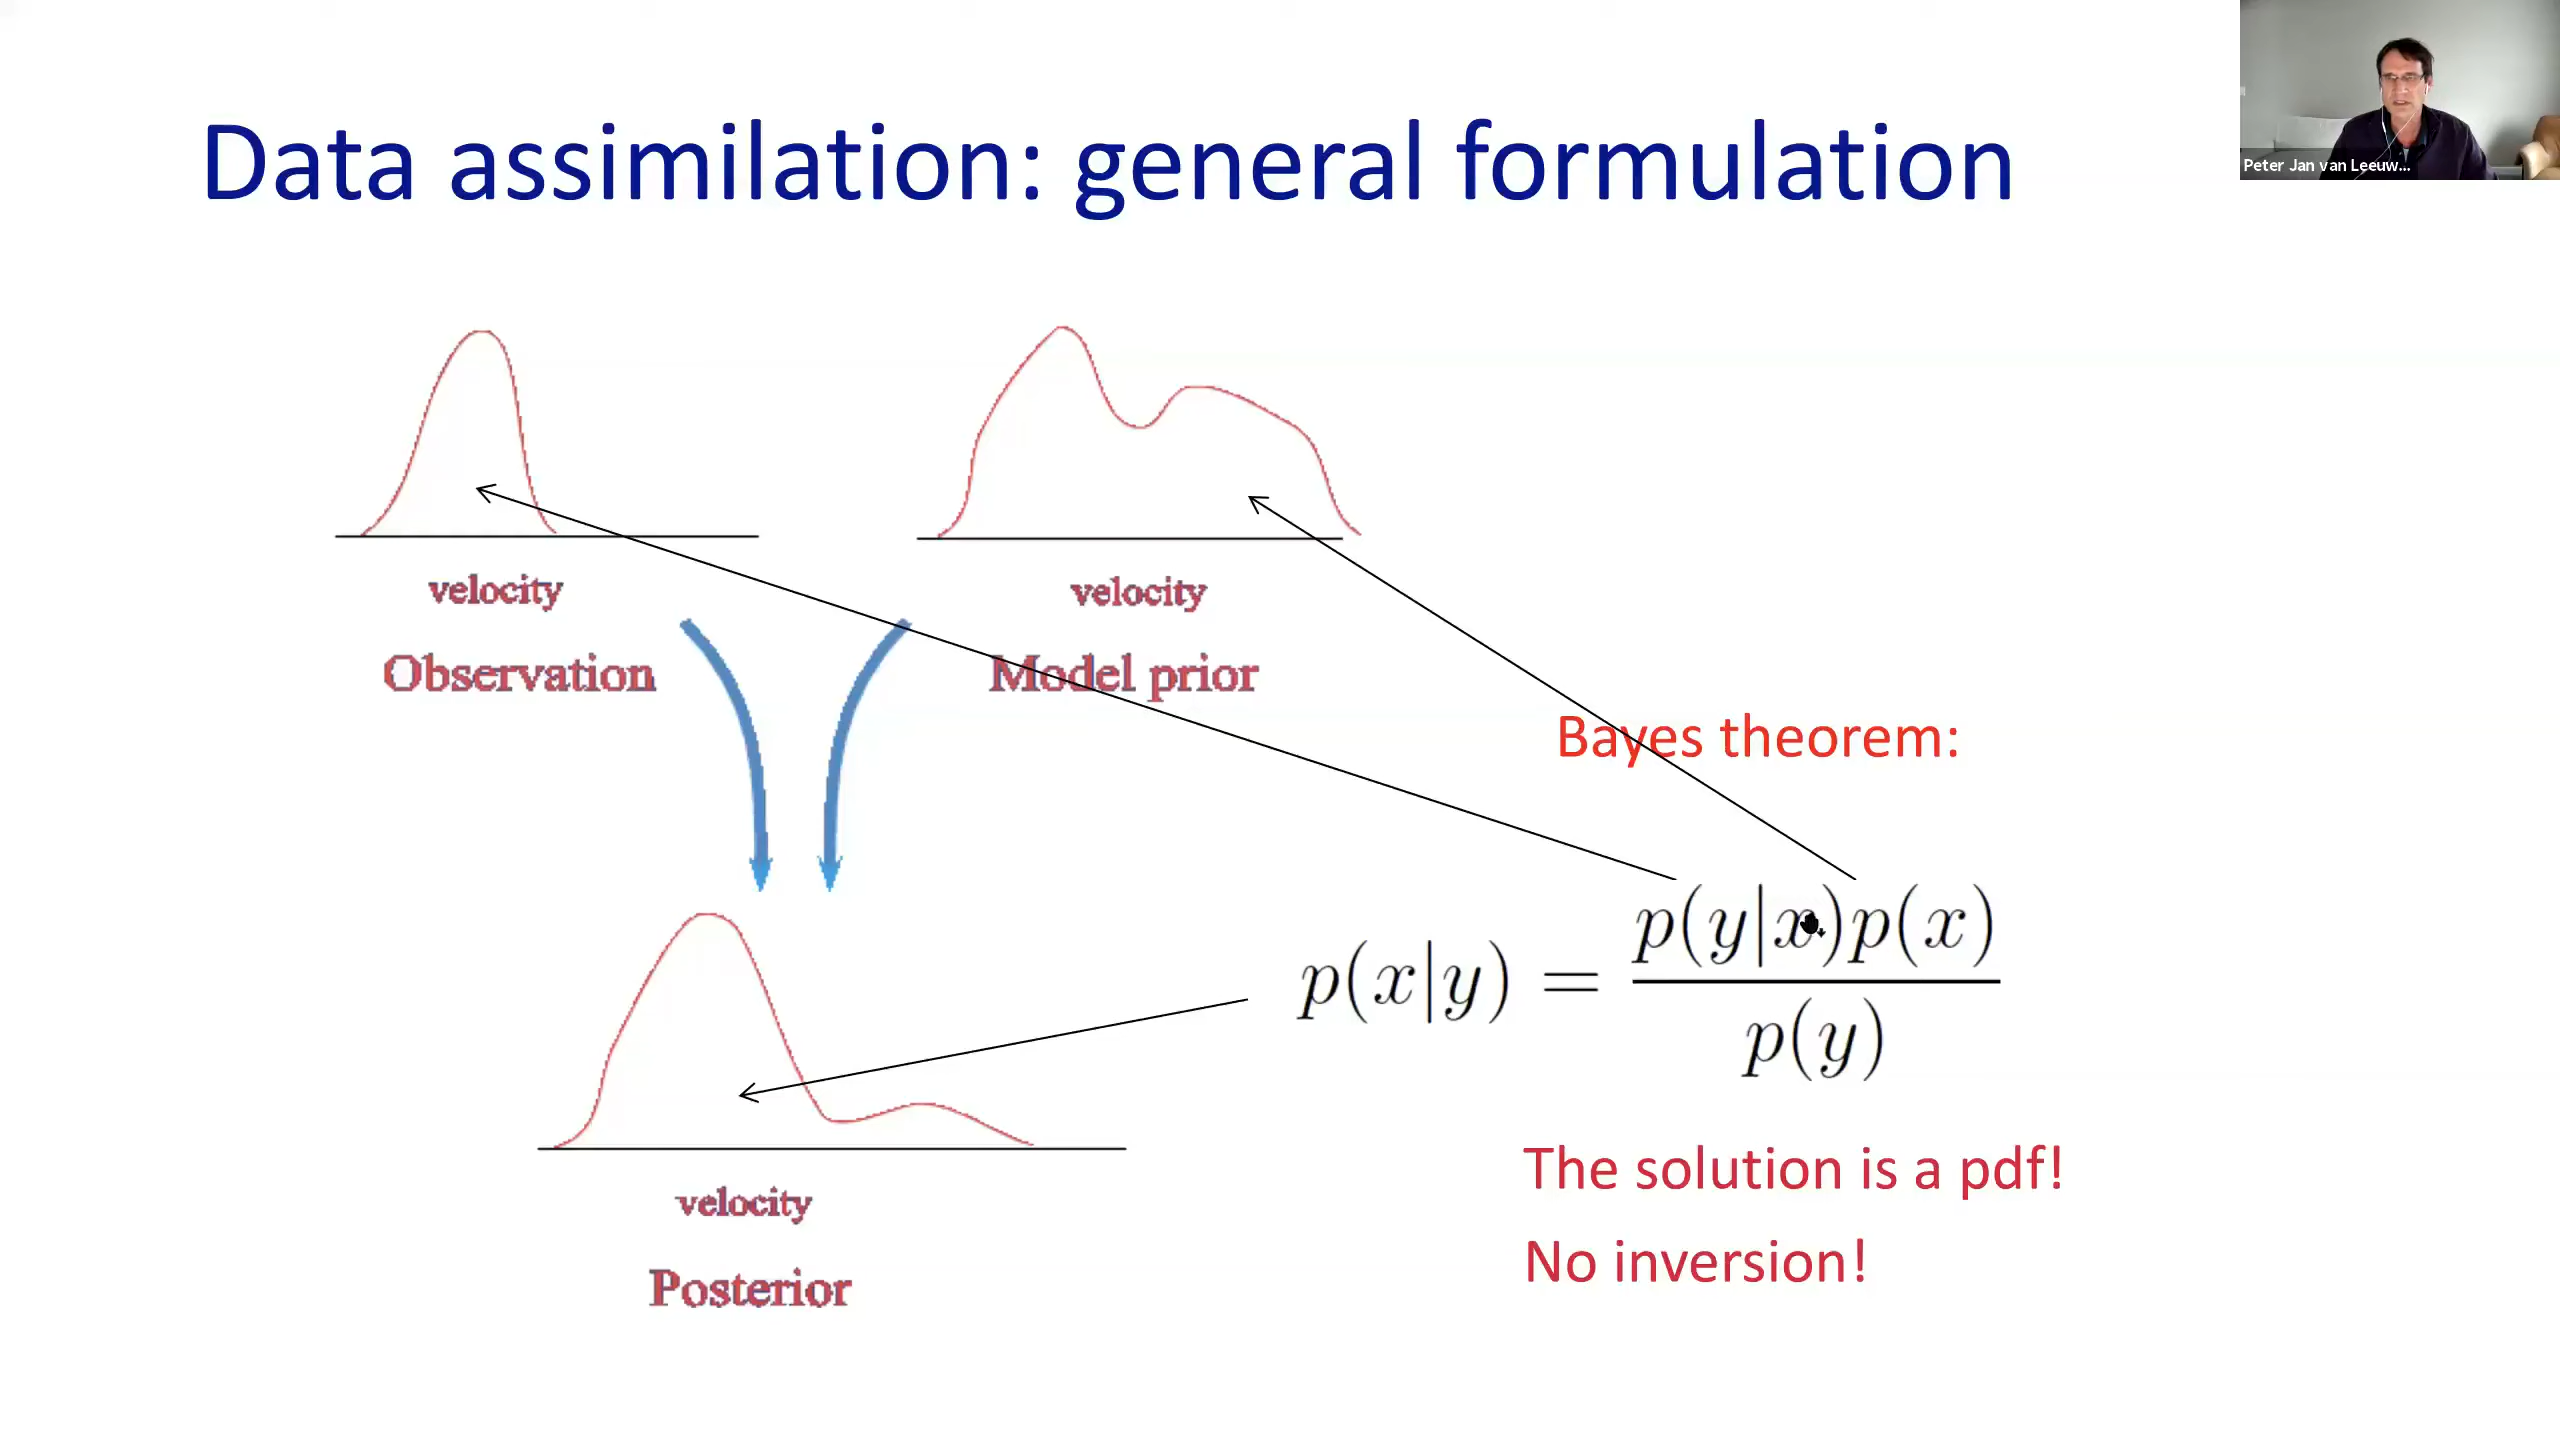 Data assimilation: general formulation
Peter Jan van Leeuw...
velocity
Observation
velocity
Model prior
Bayes theorem:
p(x|y) = p(y|x)p(x) / p(y)
The solution is a pdf!
No inversion!
velocity
Posterior